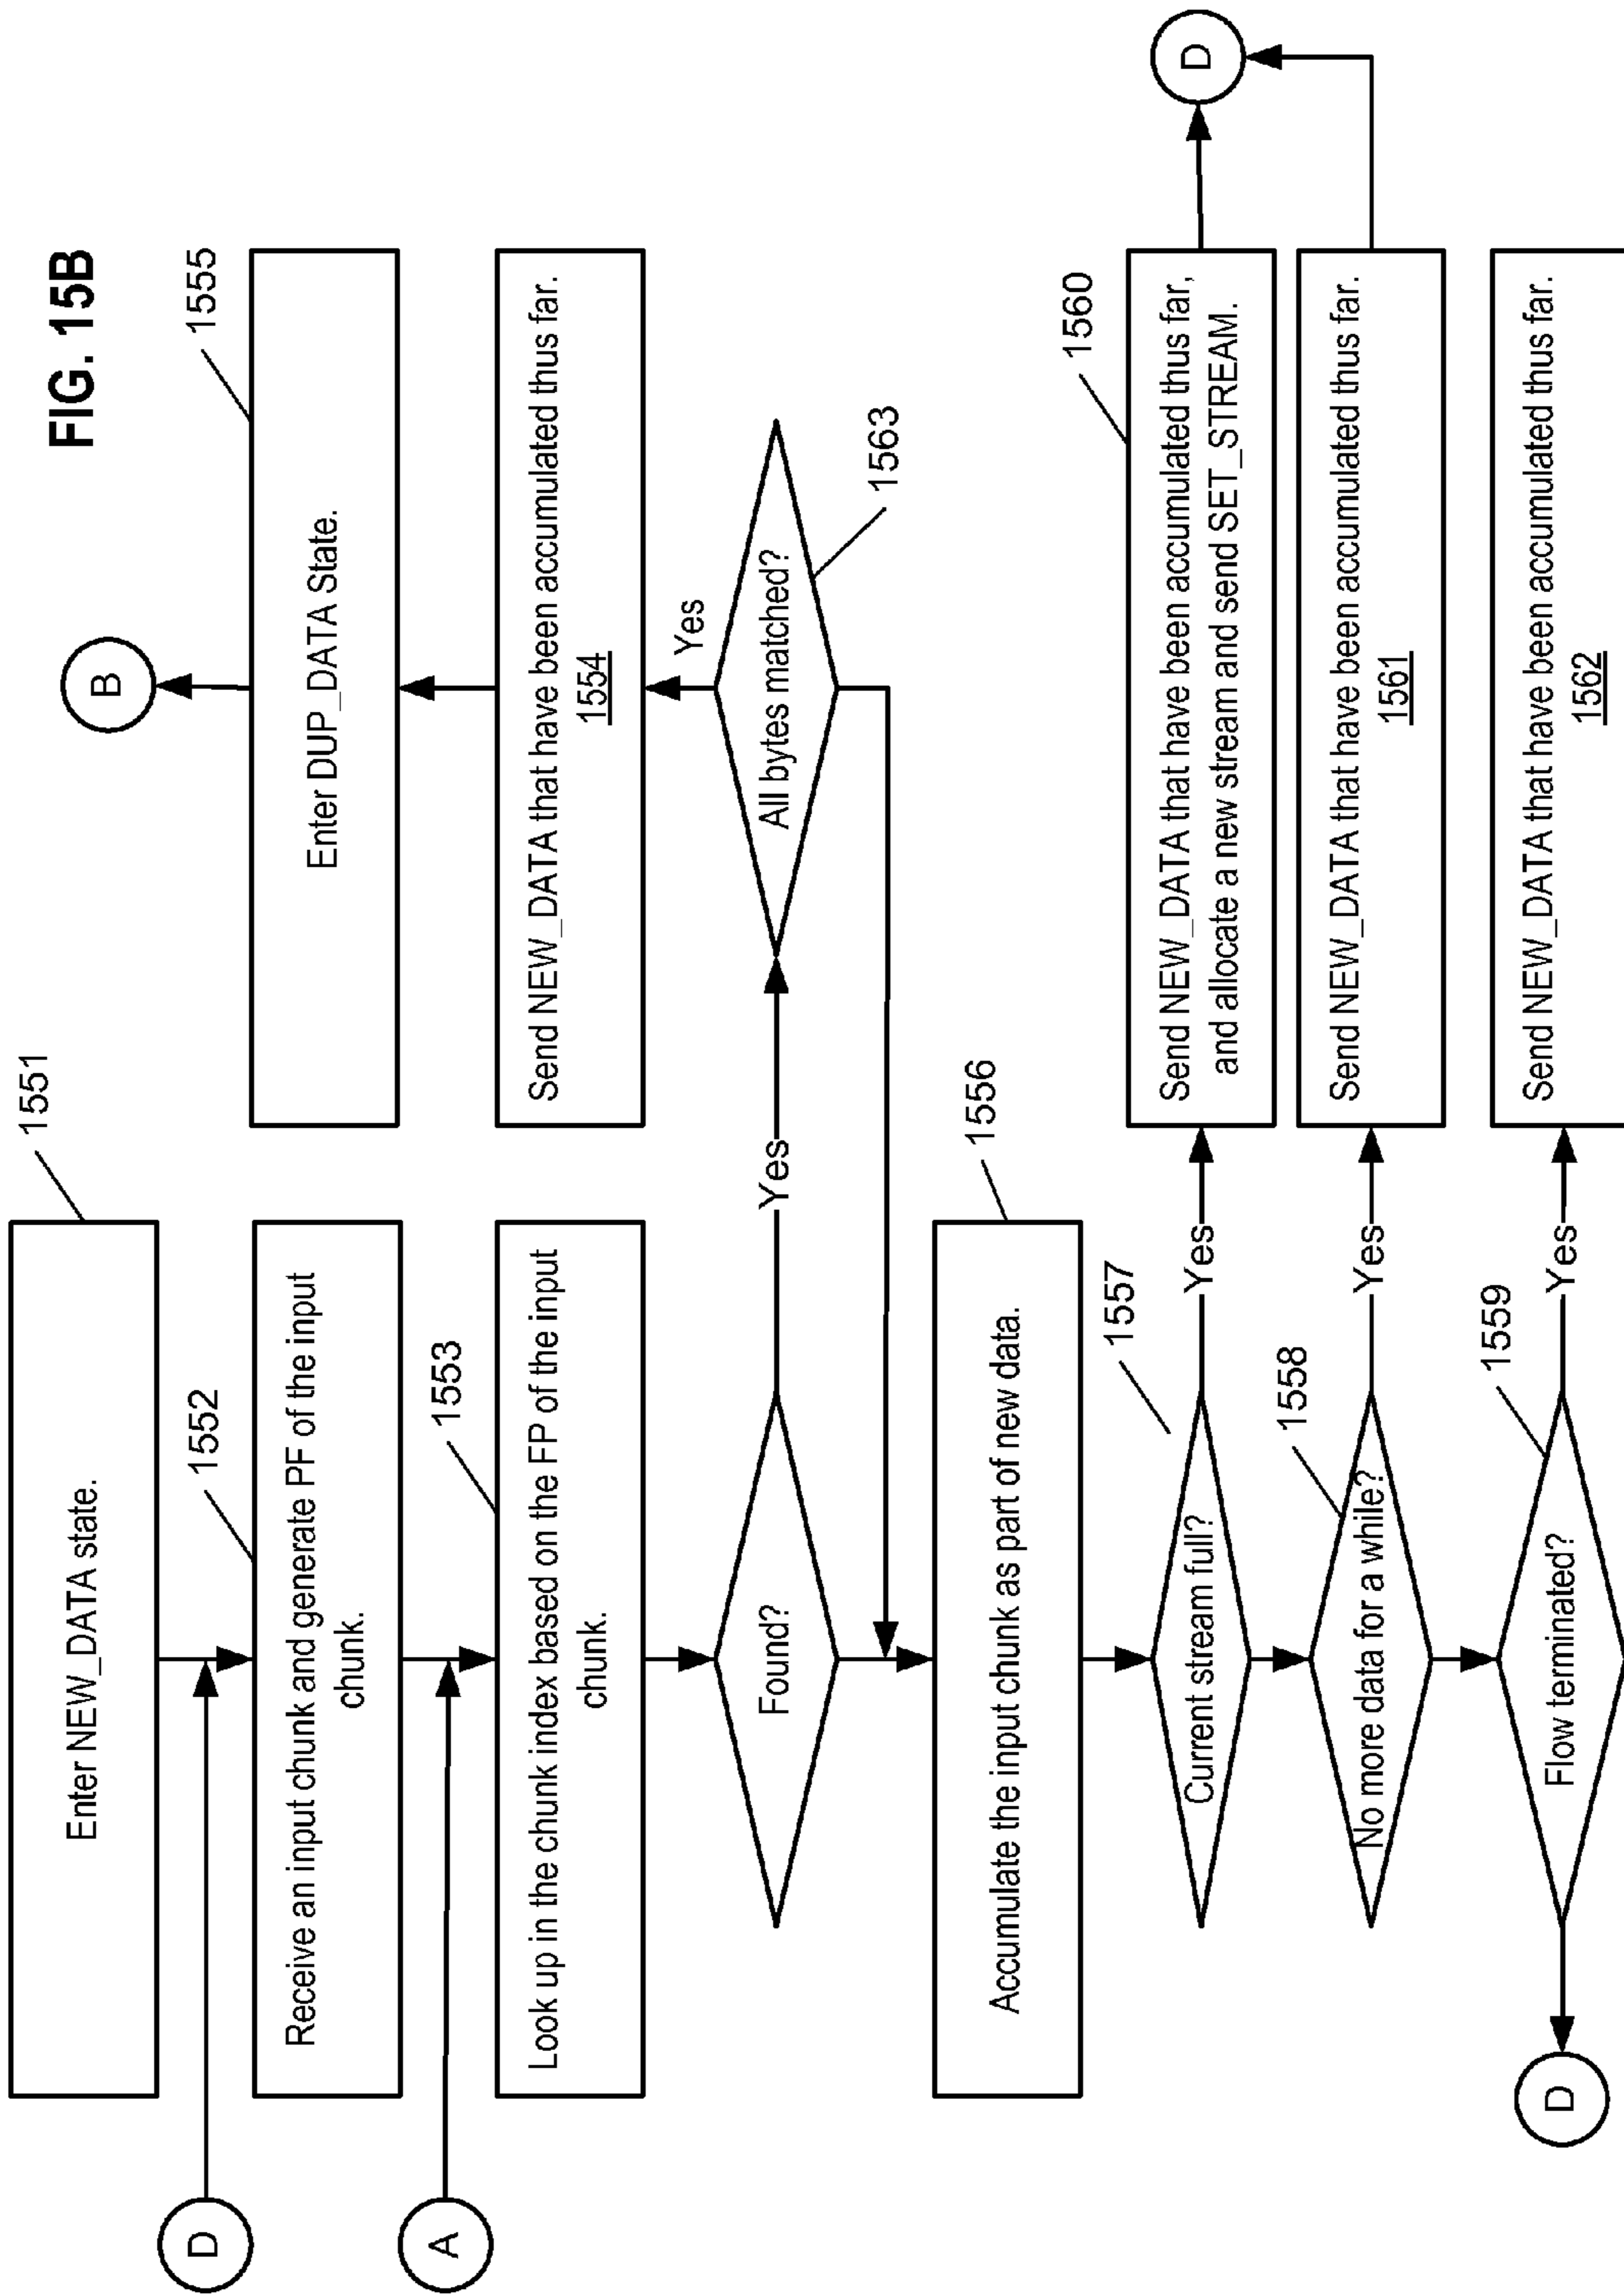 FIG. 15B
1551
Enter NEW_DATA state.
D
1552
Receive an input chunk and generate PF of the input
chunk.
A
1553
Look up in the chunk index based on the FP of the input
chunk.
Found?
Yes
B
1555
Enter DUP_DATA State.
Send NEW_DATA that have been accumulated thus far.
1554
Yes
All bytes matched?
1563
1556
Accumulate the input chunk as part of new data.
1557
Current stream full?
Yes
1560
Send NEW_DATA that have been accumulated thus far,
and allocate a new stream and send SET_STREAM.
D
1558
No more data for a while?
Yes
Send NEW_DATA that have been accumulated thus far.
1561
1559
Flow terminated?
Yes
Send NEW_DATA that have been accumulated thus far.
1562
D